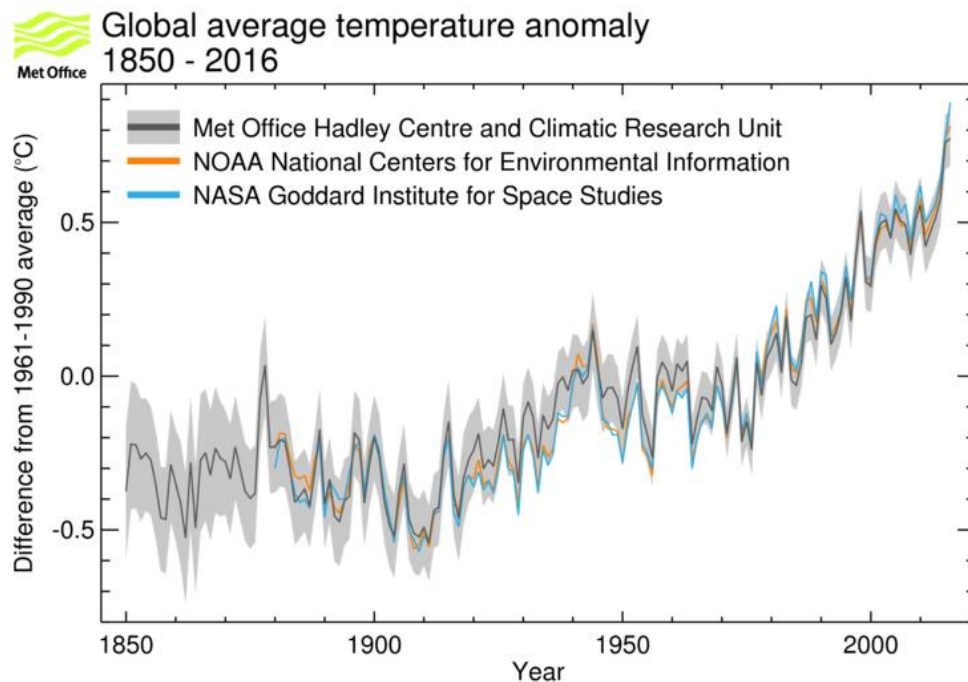 Met Office
Global average temperature anomaly
1850 - 2016
Met Office Hadley Centre and Climatic Research Unit
NOAA National Centers for Environmental Information
NASA Goddard Institute for Space Studies
Difference from 1961-1990 average (°C)
0.5
0.0
-0.5
1850
1900
1950
2000
Year